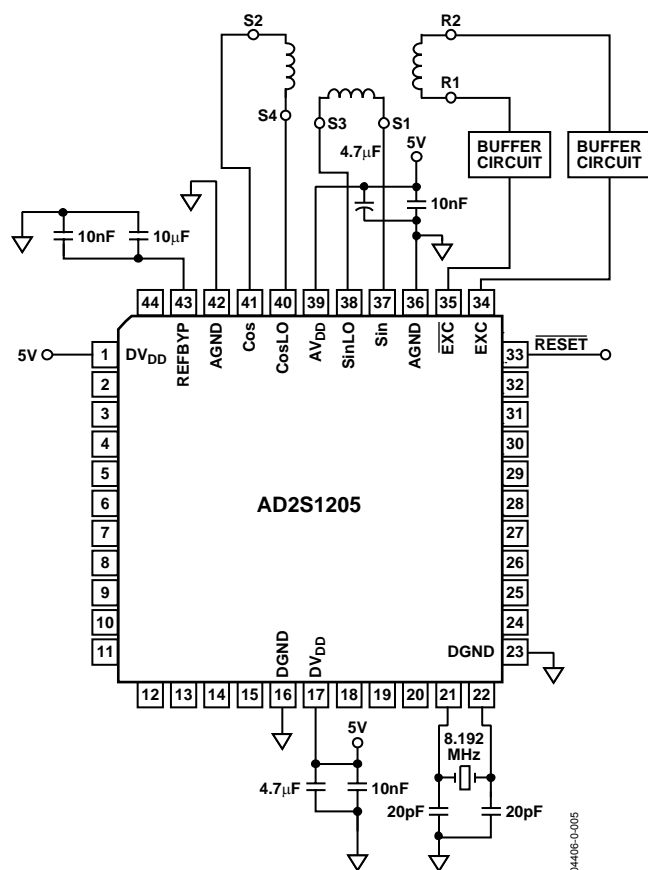 S2
R2
R1
S4
S3
S1
4.7μF
5V
BUFFER
CIRCUIT
BUFFER
CIRCUIT
10nF
10μF
10nF
44 43 42 41 40 39 38 37 36 35 34
REFBYP
AGND
Cos
CosLO
AVDD
SinLO
Sin
AGND
EXC
EXC
5V
1
DVDD
2
3
4
5
6
7
8
9
10
11
33
RESET
32
31
30
29
28
27
26
25
24
23
AD2S1205
DGND
DVDD
DGND
12 13 14 15 16 17 18 19 20 21 22
5V
4.7μF
10nF
8.192
MHz
20pF
20pF
04406-0-005